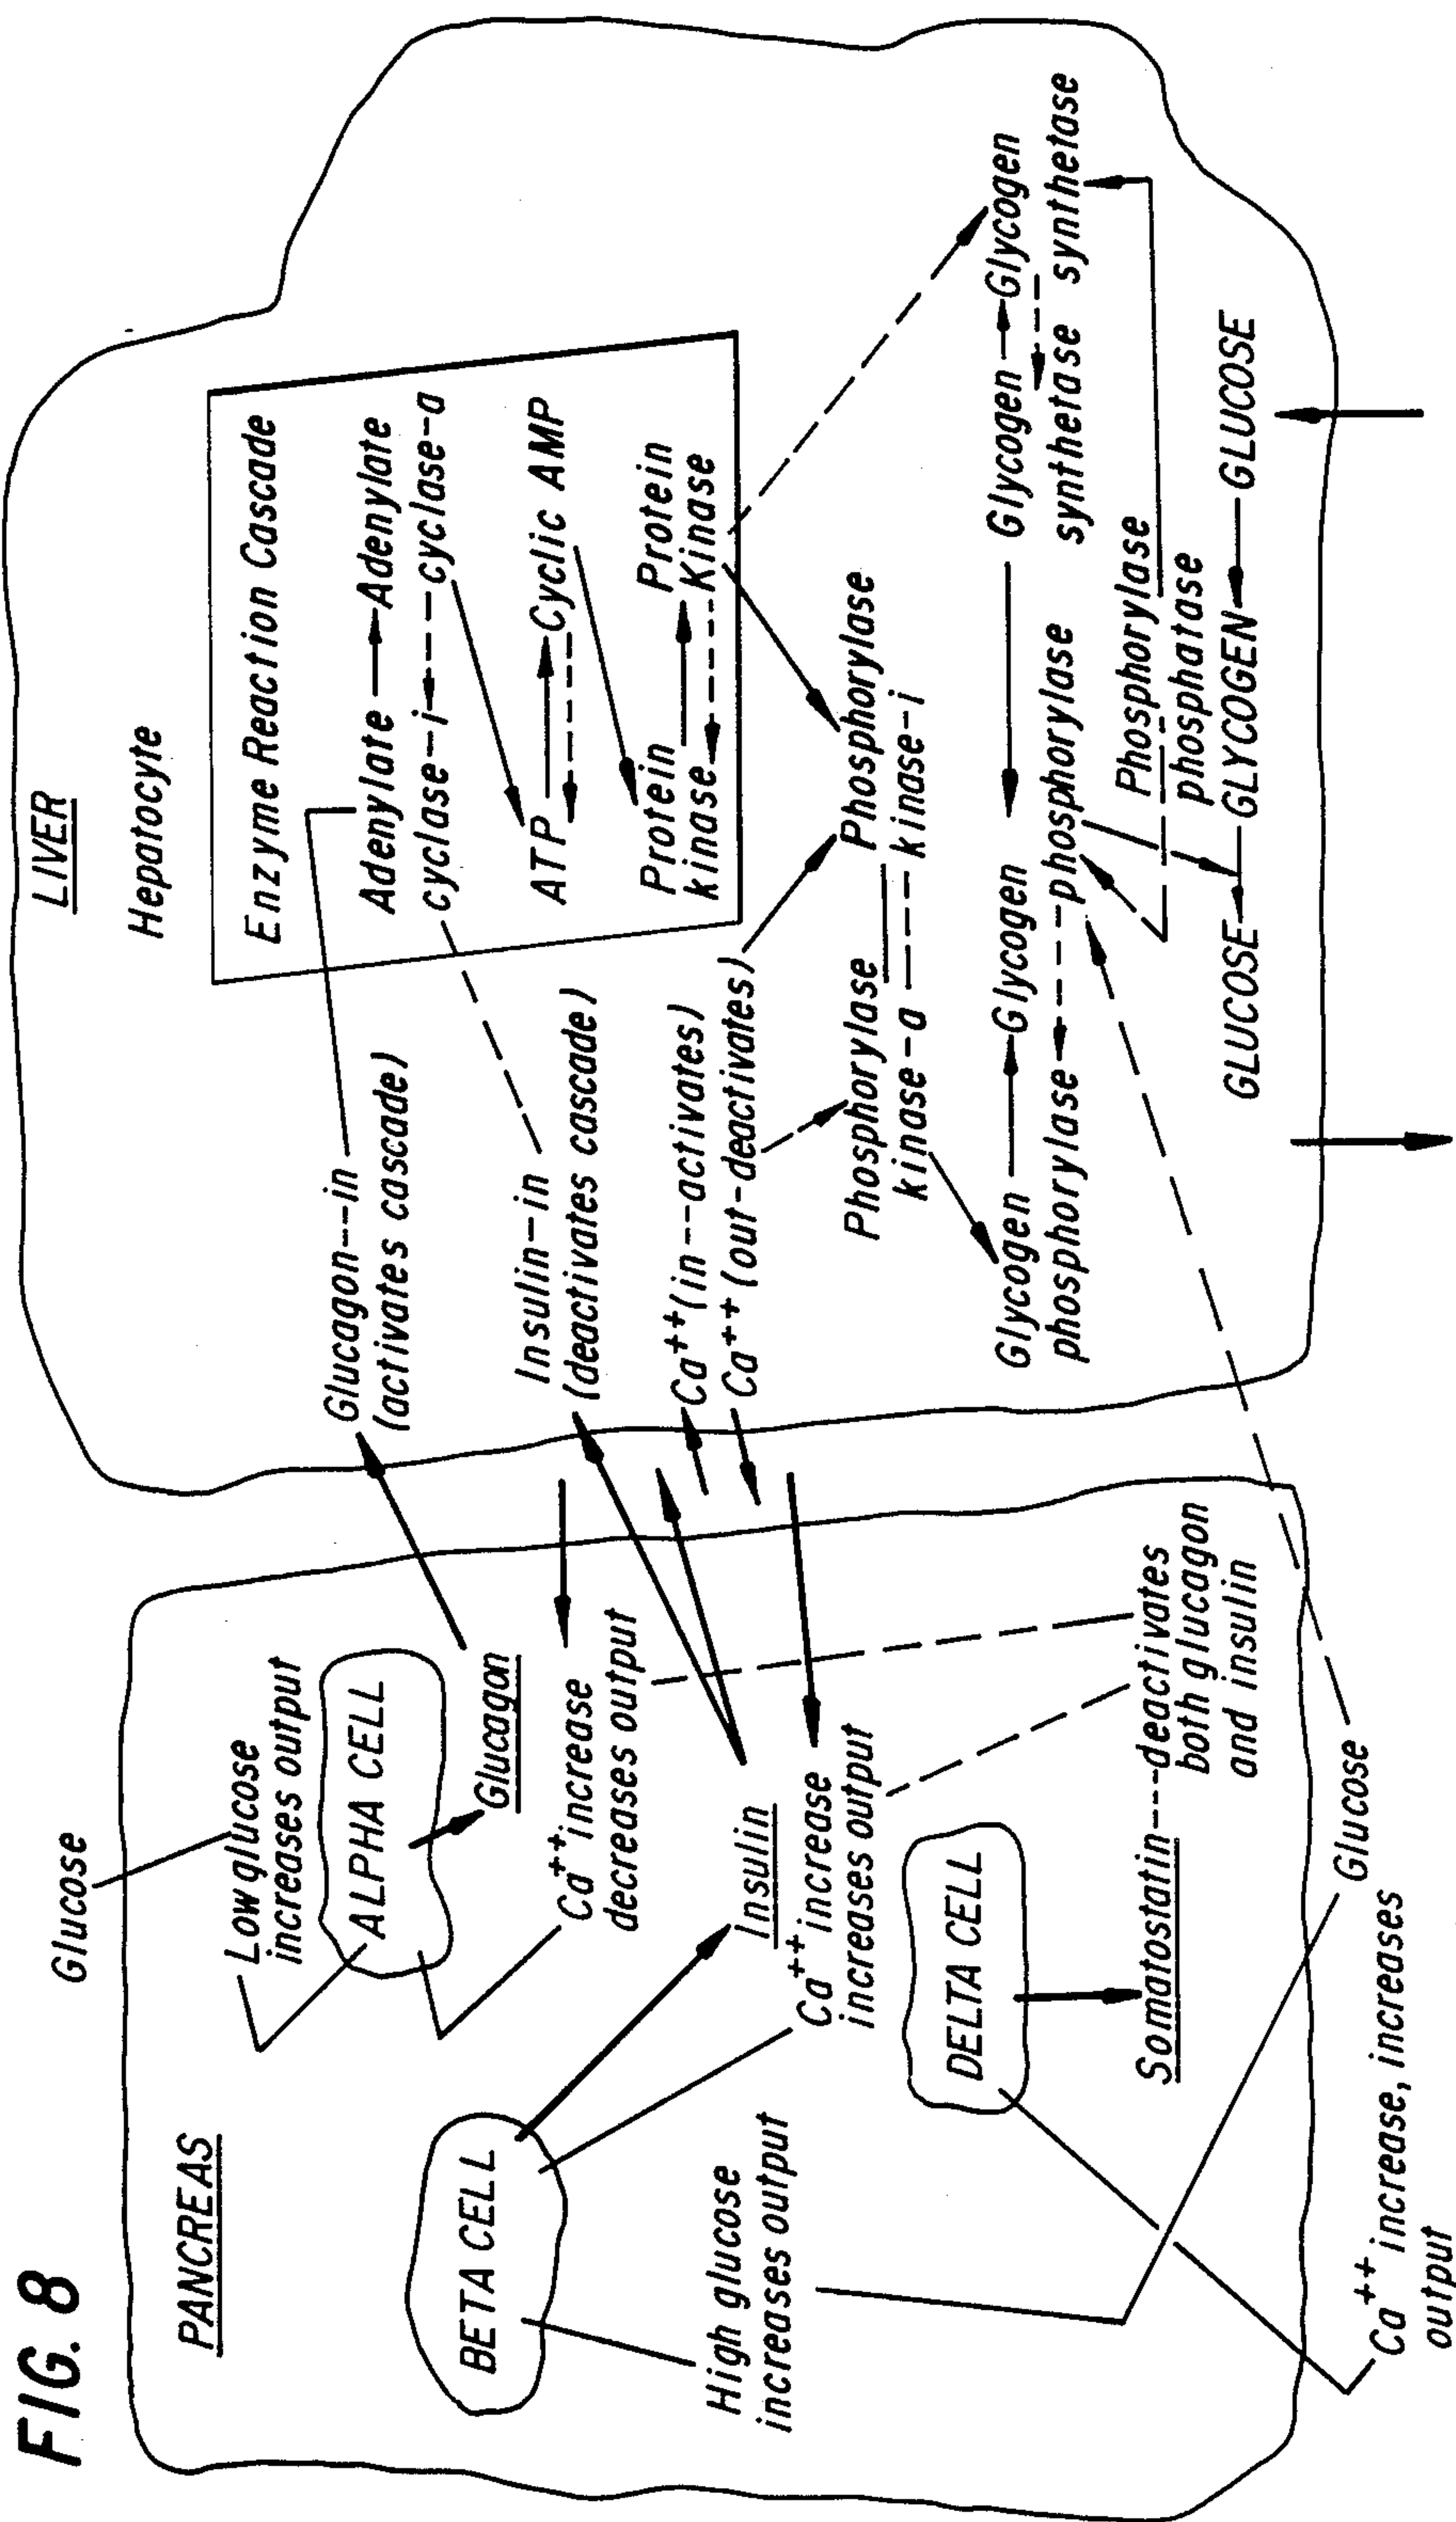 FIG. 8
PANCREAS
Glucose
Low glucose
increases output
ALPHA CELL
Glucagon
Ca++ increase
decreases output
BETA CELL
Insulin
Ca++ increase
increases output
High glucose
increases output
DELTA CELL
Somatostatin----deactivates
both glucagon
and insulin
Glucose
Ca++ increase, increases
output
LIVER
Hepatocyte
Glucagon--in
(activates cascade)
Insulin-in
(deactivates cascade)
Ca++ (in--activates)
Ca++ (out-deactivates)
Enzyme Reaction Cascade
Adenylate Adenylate
cyclase-i cyclase-a
ATP Cyclic AMP
Protein Protein
kinase Kinase
Phosphorylase Phosphorylase
kinase-a kinase-i
Glycogen Glycogen
phosphorylase phosphorylase
Glycogen Glycogen
synthetase synthetase
Phosphorylase
phosphatase
GLUCOSE GLYCOGEN GLUCOSE